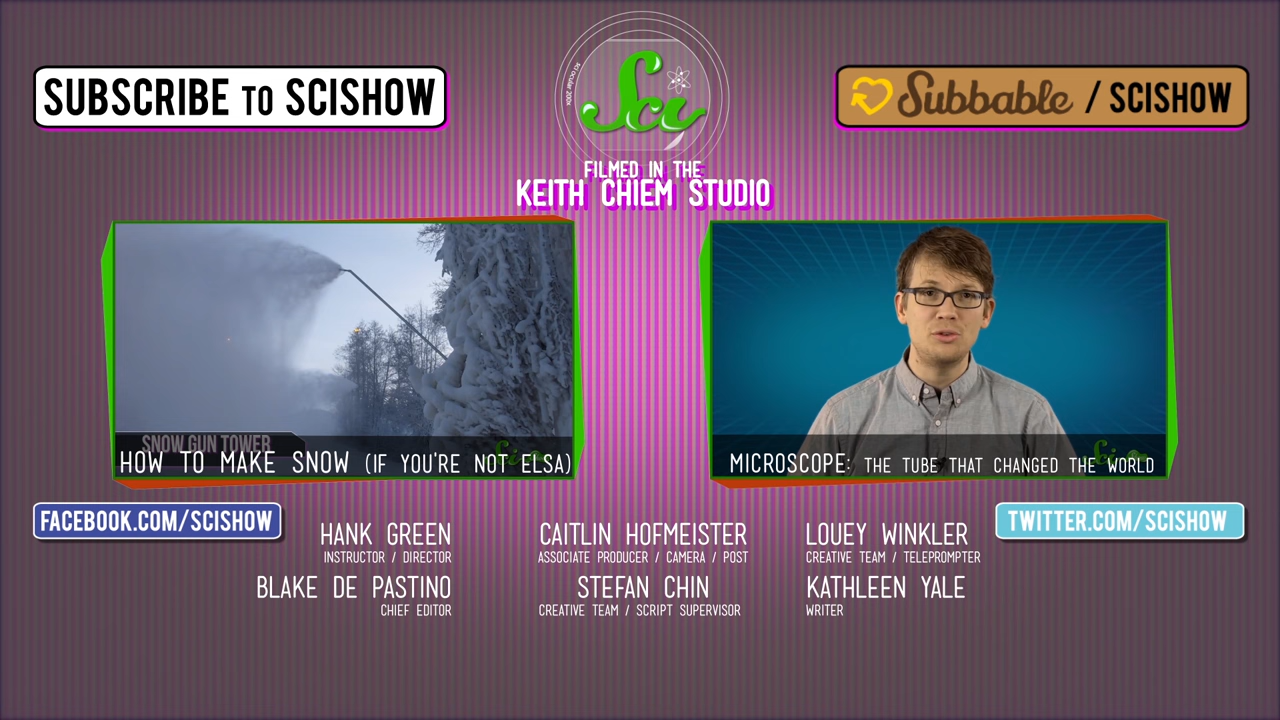 SUBSCRIBE TO SCISHOW
Sci
Subbable / SCISHOW
FILMED IN THE
KEITH CHIEM STUDIO
SNOW GUN TOWER
HOW TO MAKE SNOW (IF YOU'RE NOT ELSA)
MICROSCOPE: THE TUBE THAT CHANGED THE WORLD
FACEBOOK.COM/SCISHOW
TWITTER.COM/SCISHOW
HANK GREEN
INSTRUCTOR / DIRECTOR
CAITLIN HOFMEISTER
ASSOCIATE PRODUCER / CAMERA / POST
LOUEY WINKLER
CREATIVE TEAM / TELEPROMPTER
BLAKE DE PASTINO
CHIEF EDITOR
STEFAN CHIN
CREATIVE TEAM / SCRIPT SUPERVISOR
KATHLEEN YALE
WRITER